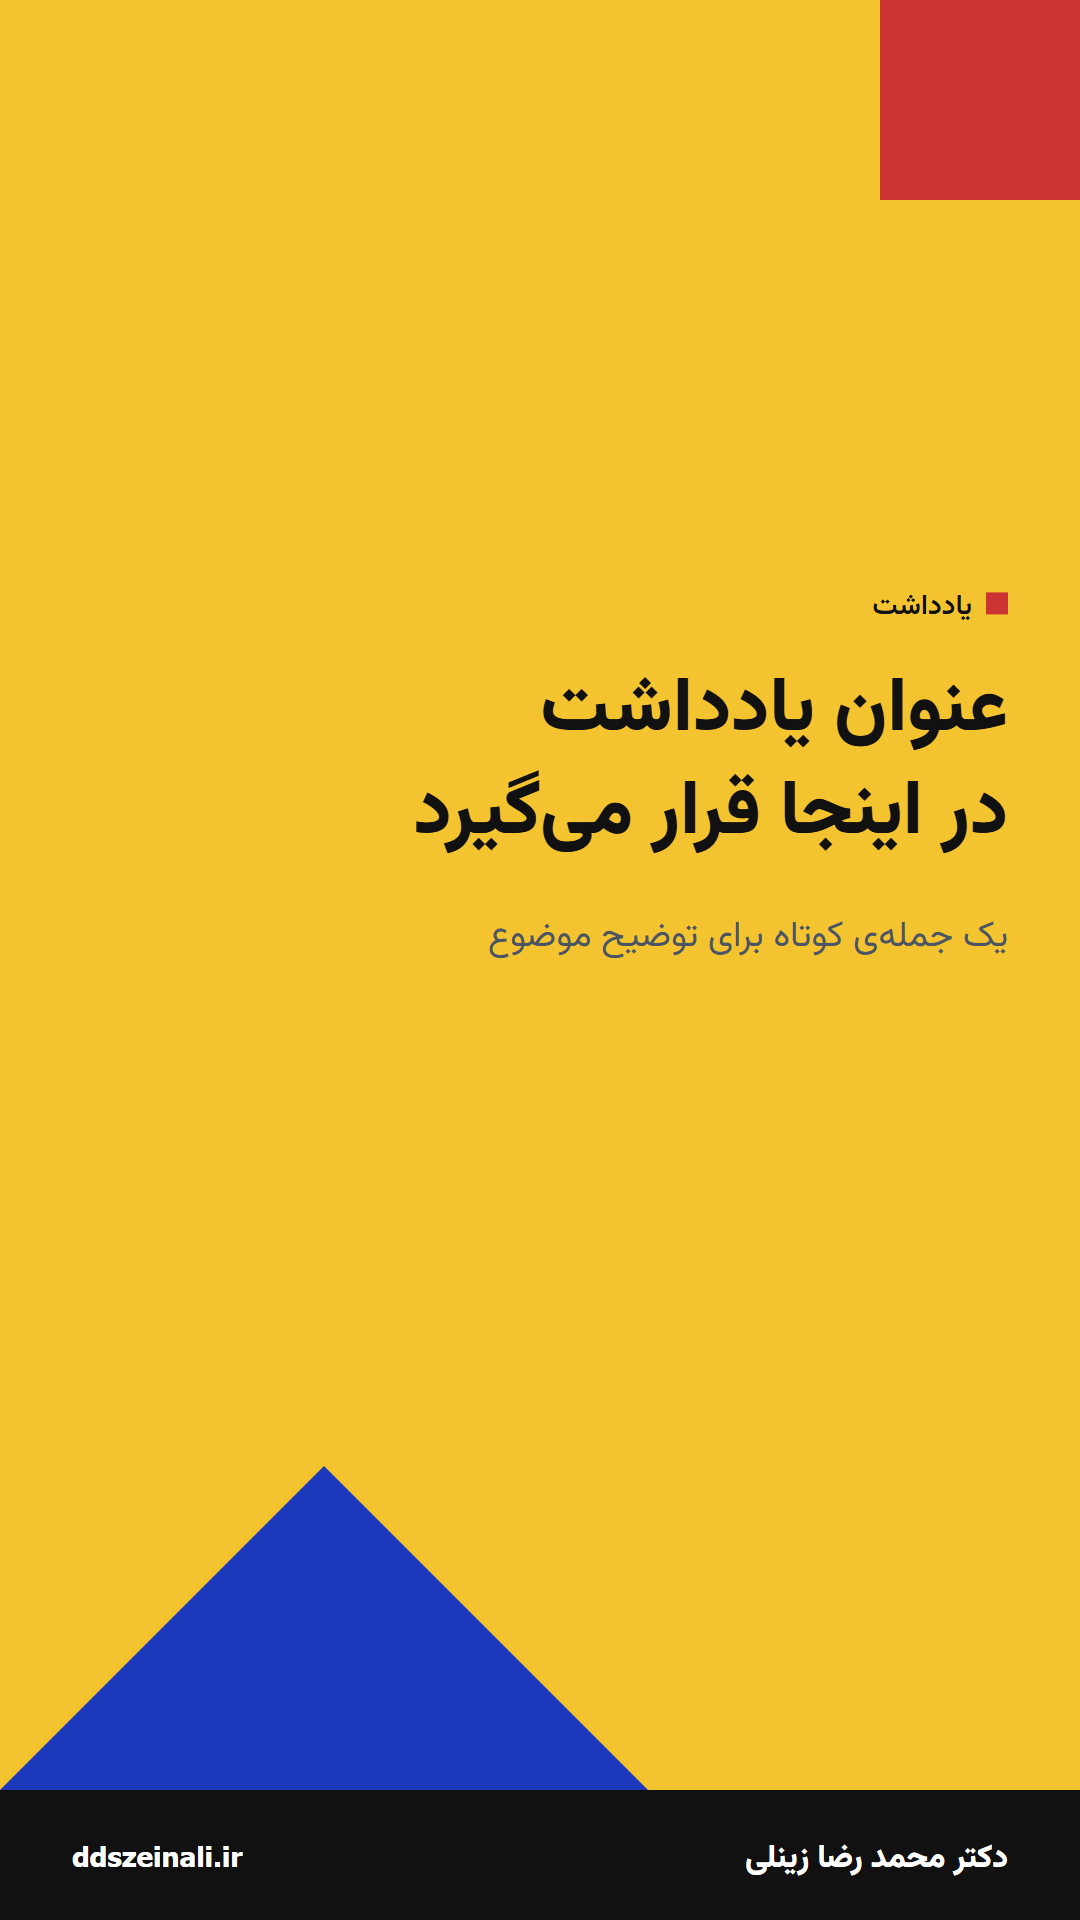 یادداشت
عنوان یادداشت
در اینجا قرار می‌گیرد
یک جمله‌ی کوتاه برای توضیح موضوع
دکتر محمد رضا زینلی
ddszeinali.ir